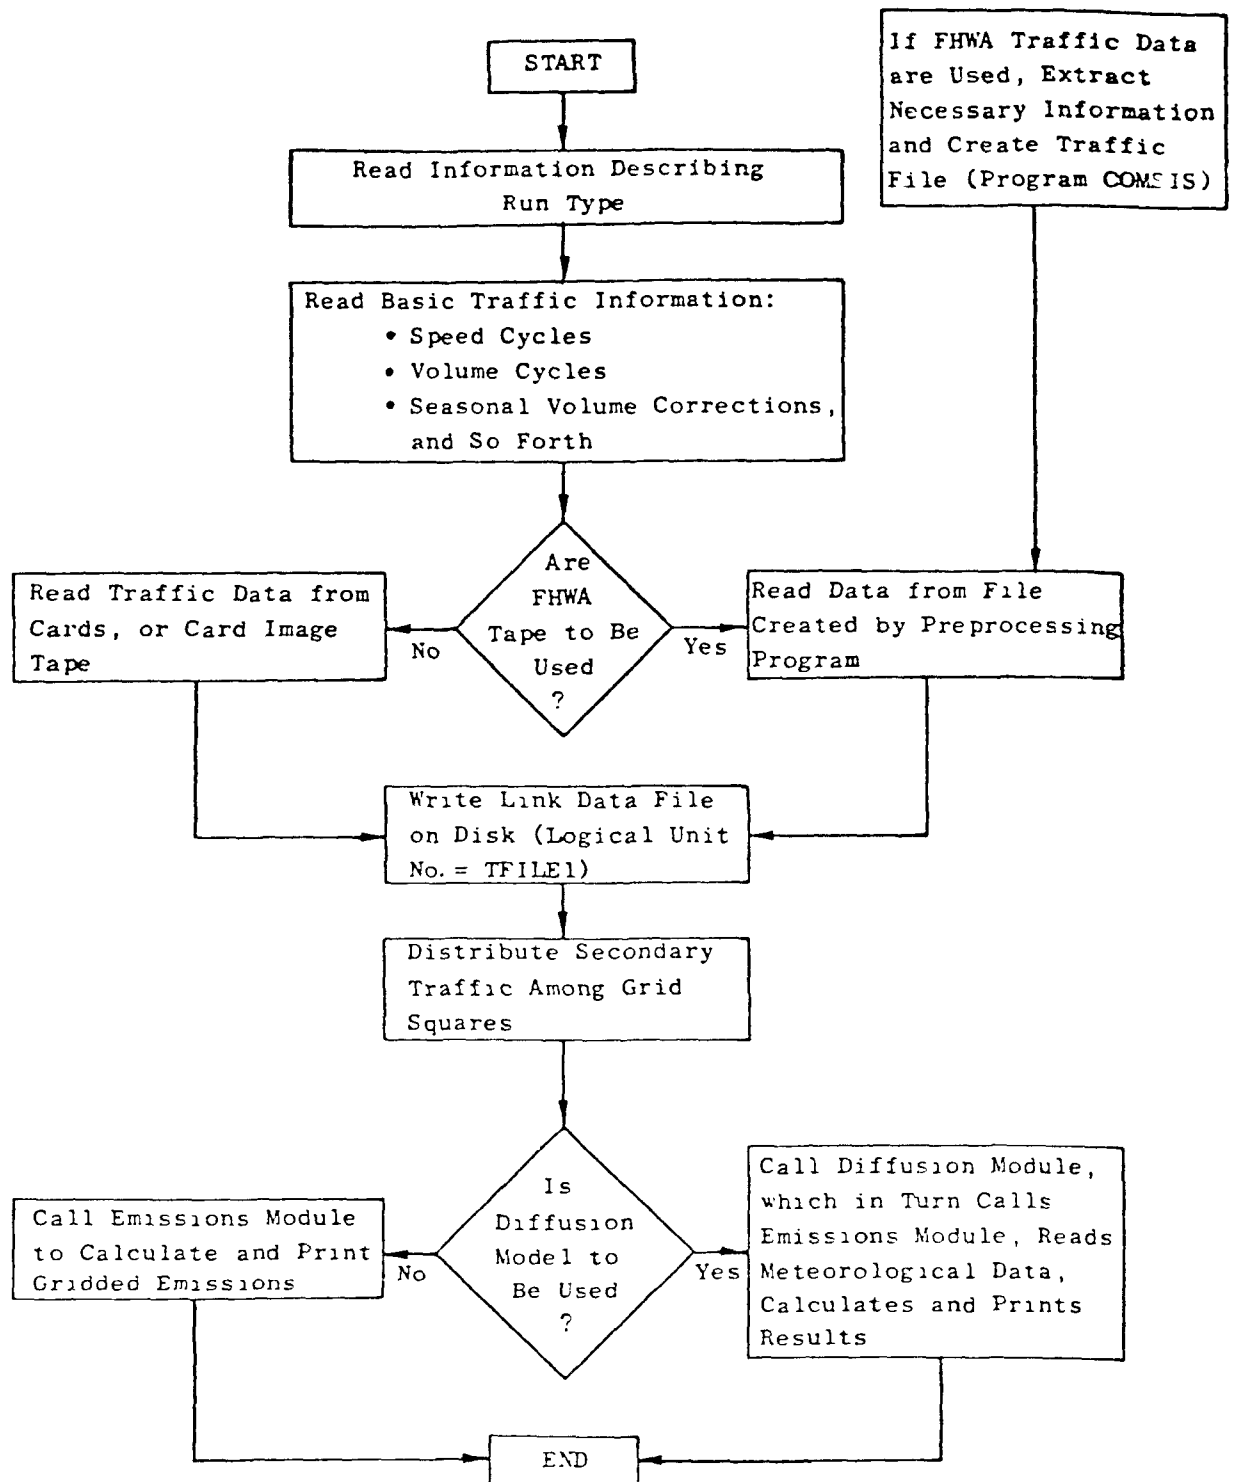 START
If FHWA Traffic Data
are Used, Extract
Necessary Information
and Create Traffic
File (Program COMSIS)
Read Information Describing
Run Type
Read Basic Traffic Information:
• Speed Cycles
• Volume Cycles
• Seasonal Volume Corrections,
and So Forth
Are
FHWA
Tape to Be
Used
?
No
Yes
Read Traffic Data from
Cards, or Card Image
Tape
Read Data from File
Created by Preprocessing
Program
Write Link Data File
on Disk (Logical Unit
No. = TFILE1)
Distribute Secondary
Traffic Among Grid
Squares
Is
Diffusion
Model to
Be Used
?
No
Yes
Call Emissions Module
to Calculate and Print
Gridded Emissions
Call Diffusion Module,
which in Turn Calls
Emissions Module, Reads
Meteorological Data,
Calculates and Prints
Results
END